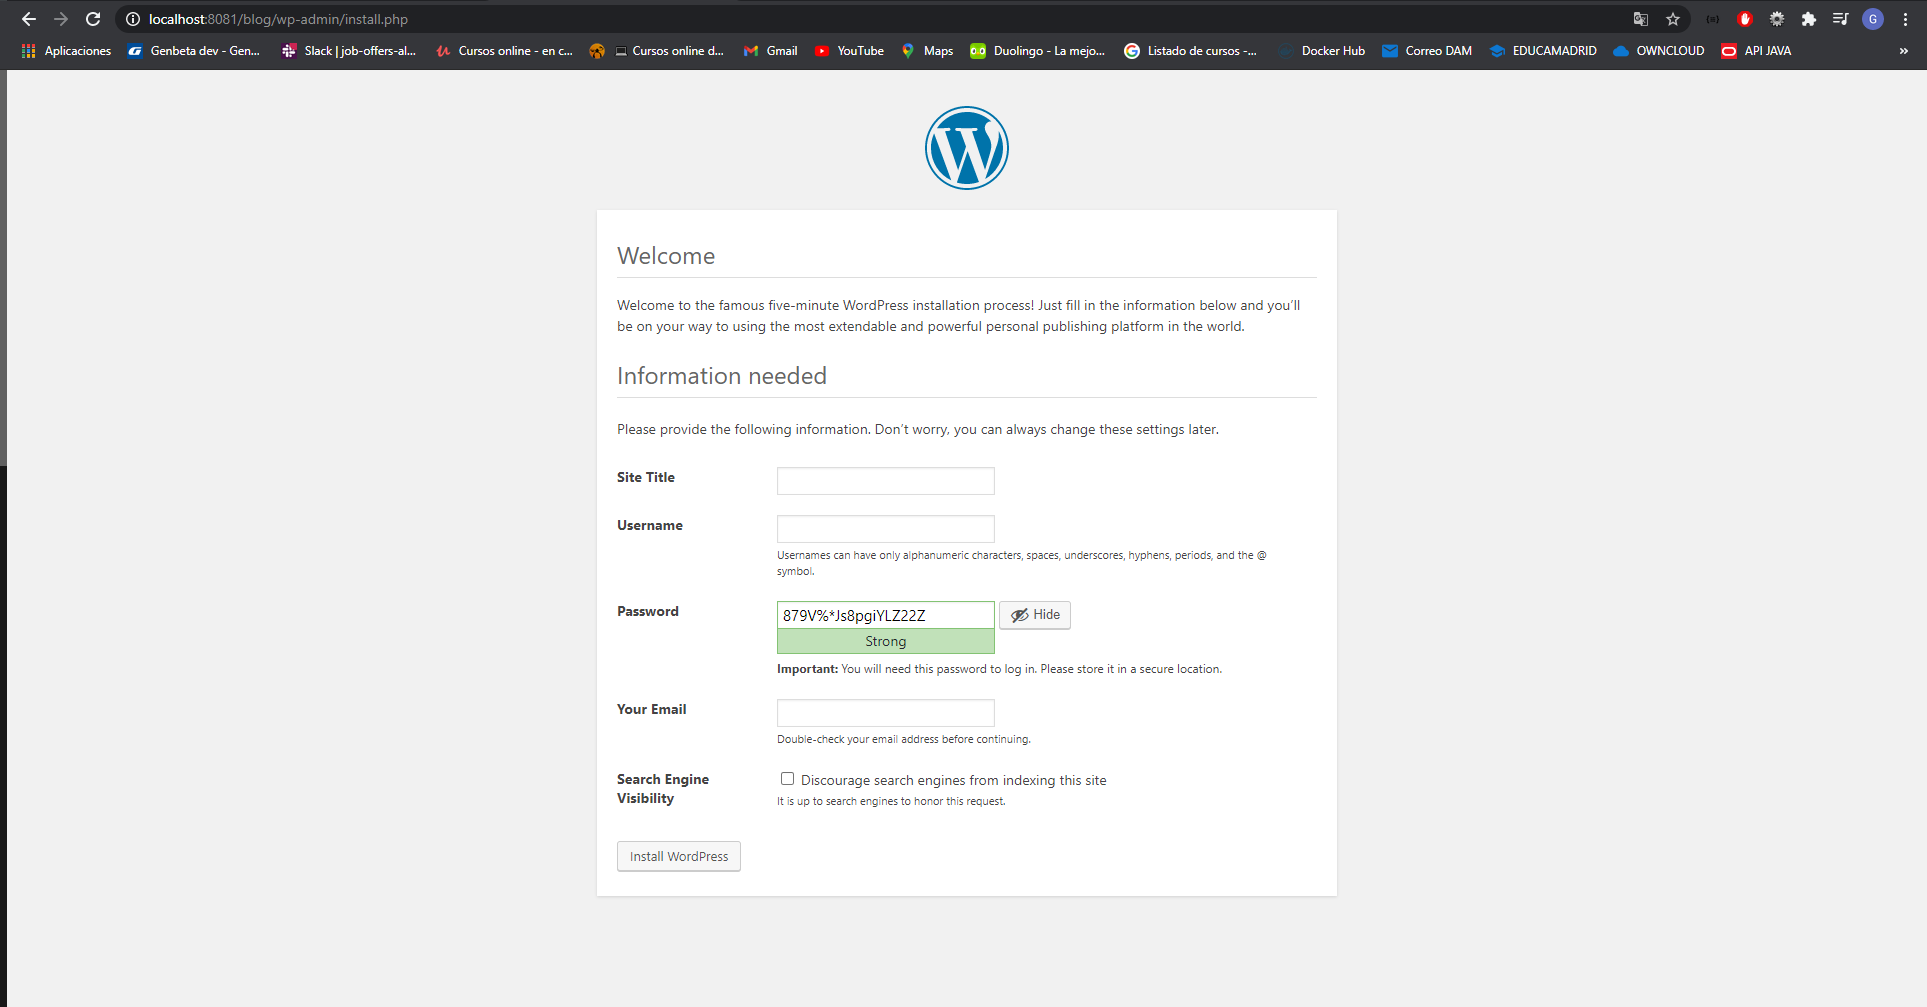 localhost:8081/blog/wp-admin/install.php
G
Aplicaciones
Genbeta dev - Gen...
Slack | job-offers-al...
Cursos online - en c...
Cursos online d...
Gmail
YouTube
Maps
Duolingo - La mejo...
Listado de cursos -...
Docker Hub
Correo DAM
EDUCAMADRID
OWNCLOUD
API JAVA
»
W
Welcome
Welcome to the famous five-minute WordPress installation process! Just fill in the information below and you’ll
be on your way to using the most extendable and powerful personal publishing platform in the world.
Information needed
Please provide the following information. Don’t worry, you can always change these settings later.
Site Title
Username
Usernames can have only alphanumeric characters, spaces, underscores, hyphens, periods, and the @
symbol.
Password
879V%*Js8pgiYLZ22Z
Hide
Strong
Important: You will need this password to log in. Please store it in a secure location.
Your Email
Double-check your email address before continuing.
Search Engine
Visibility
Discourage search engines from indexing this site
It is up to search engines to honor this request.
Install WordPress